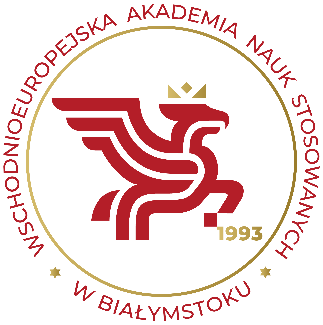 WSCHODNIOEUROPEJSKA AKADEMIA NAUK STOSOWANYCH
1993
W BIAŁYMSTOKU